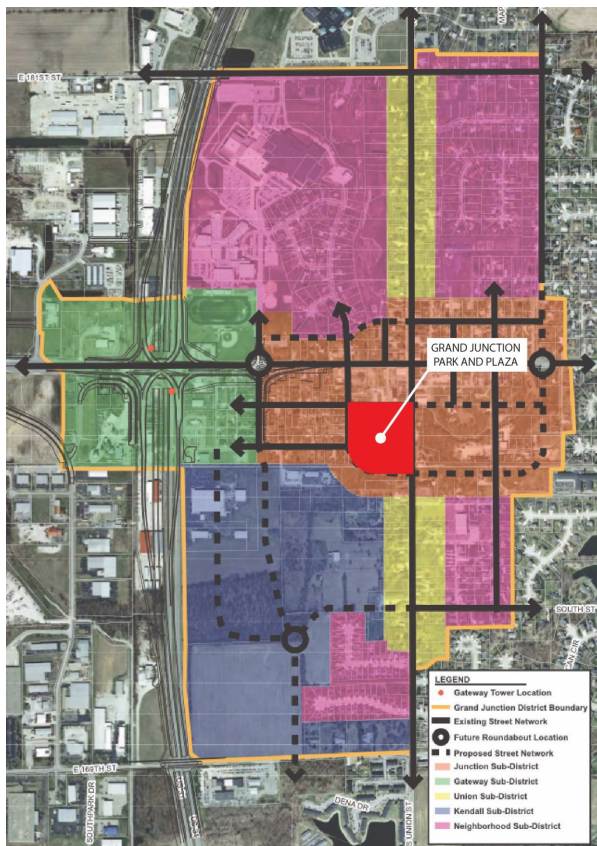 E 181ST ST
GRAND JUNCTION
PARK AND PLAZA
SOUTH ST
E 169TH ST
SOUTHPARK DR
DENA DR
S UNION ST
LEGEND
Gateway Tower Location
Grand Junction District Boundary
Existing Street Network
Future Roundabout Location
Proposed Street Network
Junction Sub-District
Gateway Sub-District
Union Sub-District
Kendall Sub-District
Neighborhood Sub-District